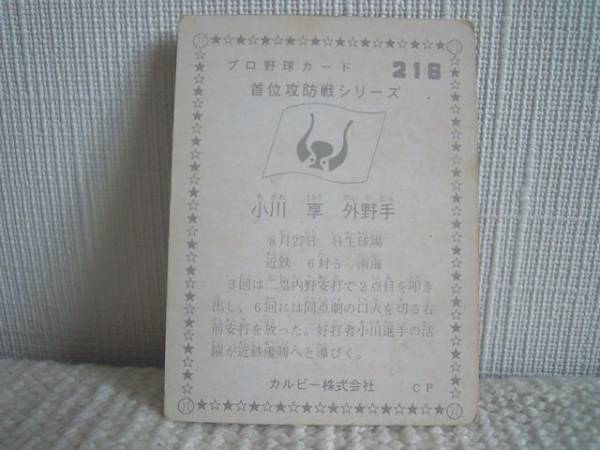 プロ野球カード 216
首位攻防戦シリーズ
小川 享 外野手
8月27日 日生球場
近鉄 6対5 南海
3回は二塁内野安打で2点目を叩き
出し、6回には同点劇の口火を切る右
前安打を放った。好打者小川選手の活
躍が近鉄優勝へと導びく。
カルビー株式会社 CP